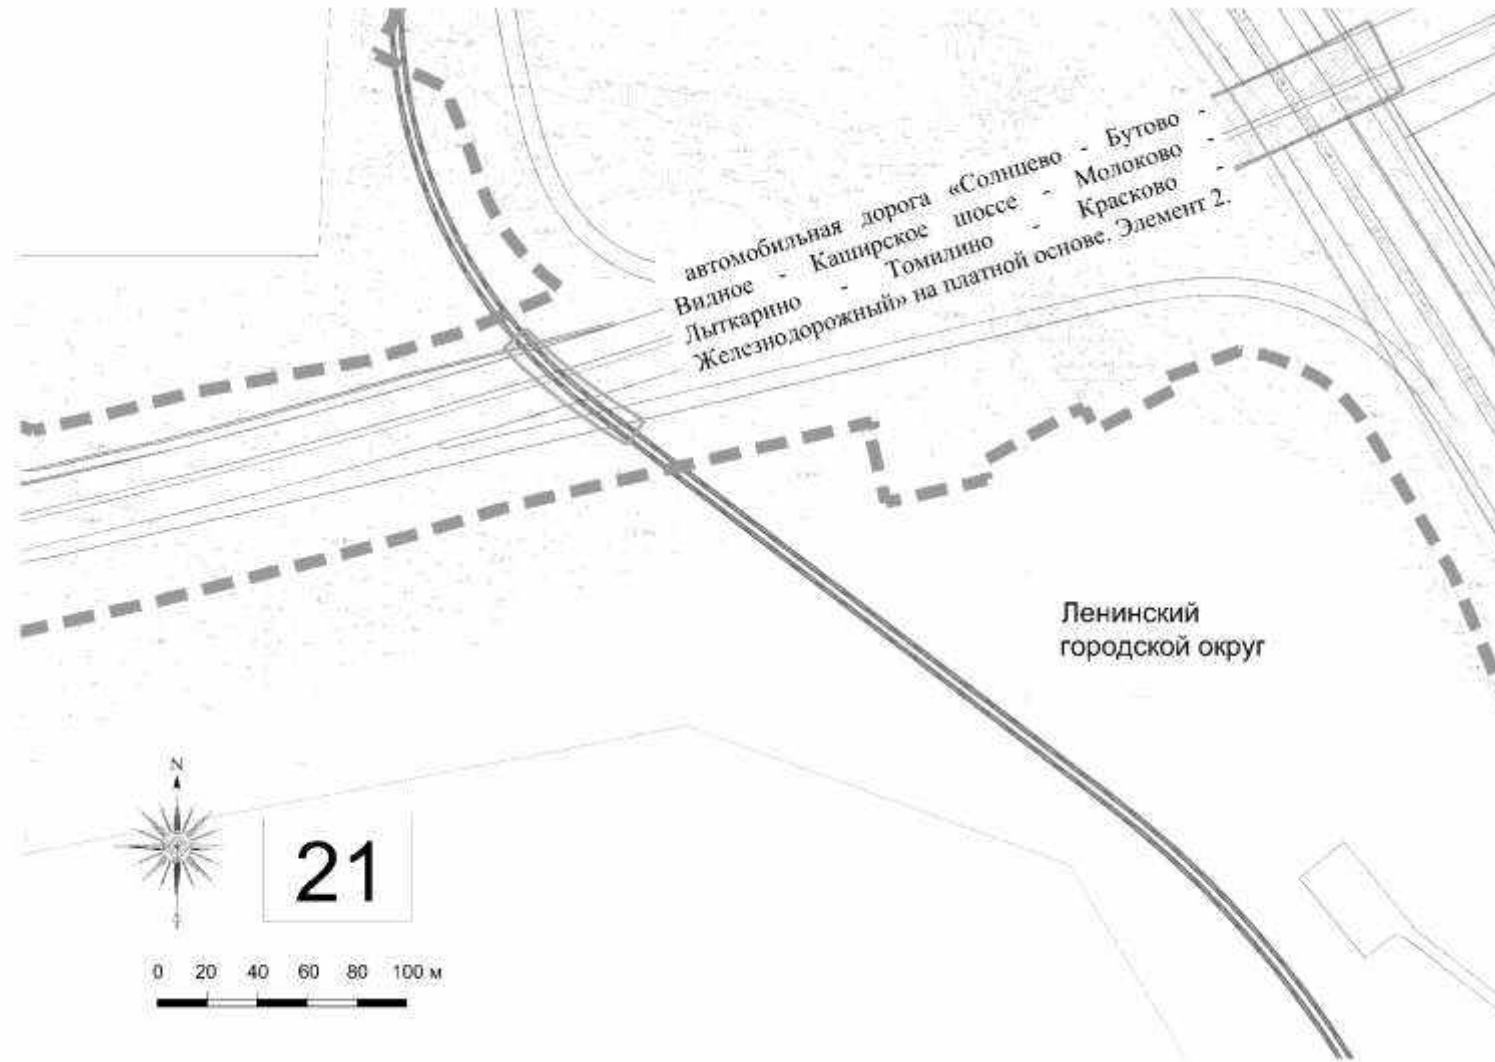 автомобильная дорога «Солнцево - Бутово -
Видное - Каширское шоссе - Молоково -
Лыткарино - Томилино - Красково -
Железнодорожный» на платной основе. Элемент 2.
Ленинский
городской округ
N
21
0 20 40 60 80 100 м